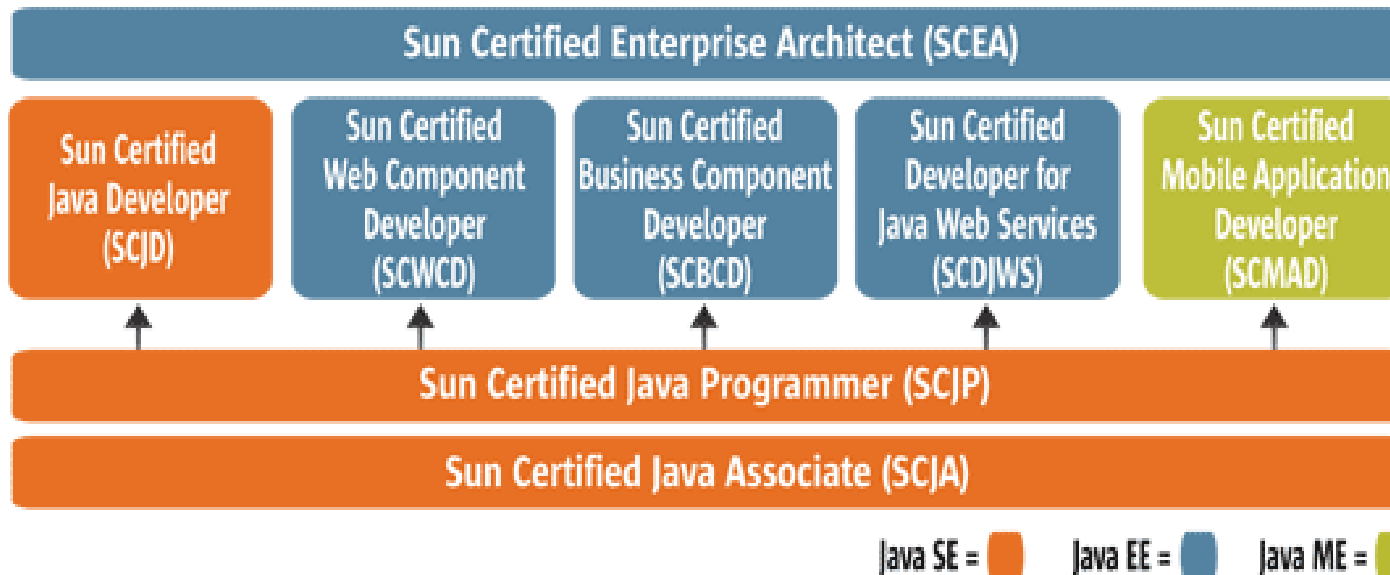 Sun Certified Enterprise Architect (SCEA)
Sun Certified
Java Developer
(SCJD)
Sun Certified
Web Component
Developer
(SCWCD)
Sun Certified
Business Component
Developer
(SCBCD)
Sun Certified
Developer for
Java Web Services
(SCDJWS)
Sun Certified
Mobile Application
Developer
(SCMAD)
Sun Certified Java Programmer (SCJP)
Sun Certified Java Associate (SCJA)
Java SE = Java EE = Java ME =